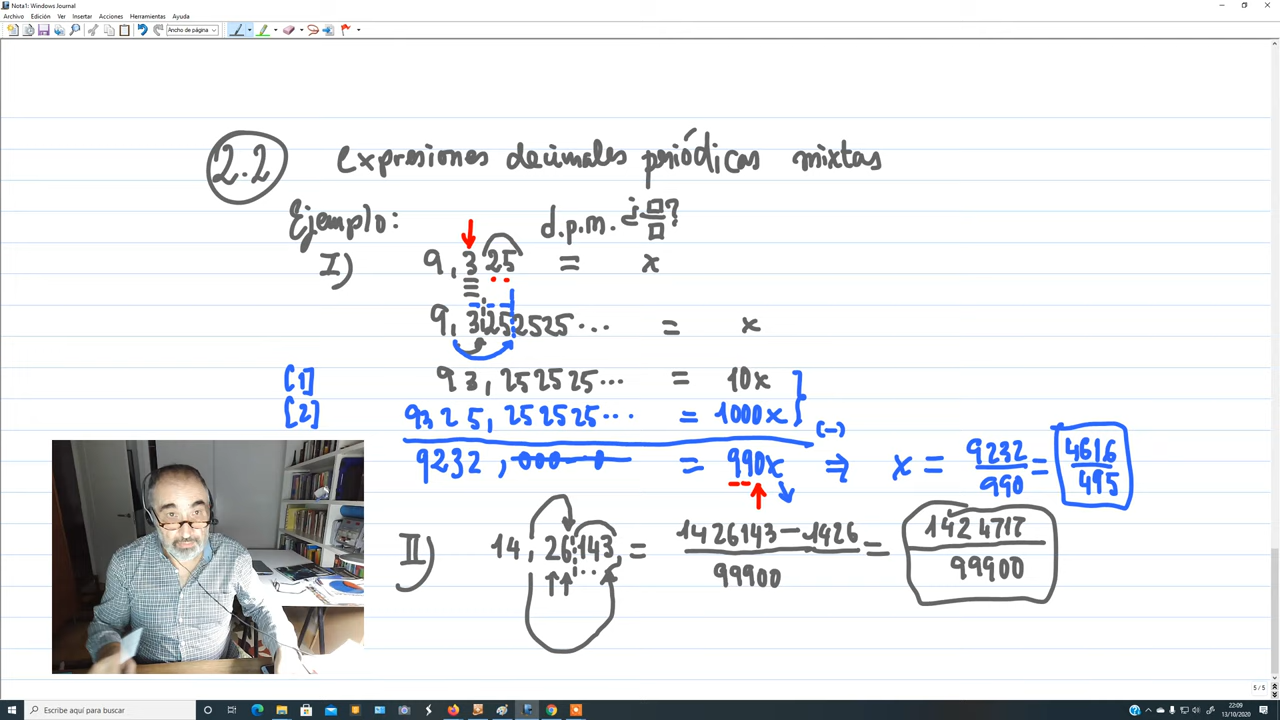 Nota1: Windows Journal
Archivo Edición Ver Insertar Acciones Herramientas Ayuda
Ancho de página
2.2 Expresiones decimales periódicas mixtas
Ejemplo: d.p.m. ¿□/□?
I) 9,325 = x
9,3252525... = x
[1] 93,252525... = 10x
[2] 9325,252525... = 1000x
(-)
9232,000--0 = 990x ⇒ x = 9232/990 = 4616/495
II) 14,26143 = 1426143-1426/99900 = 1424717/99900
5/5
Escribe aquí para buscar
22:09
13/10/2020